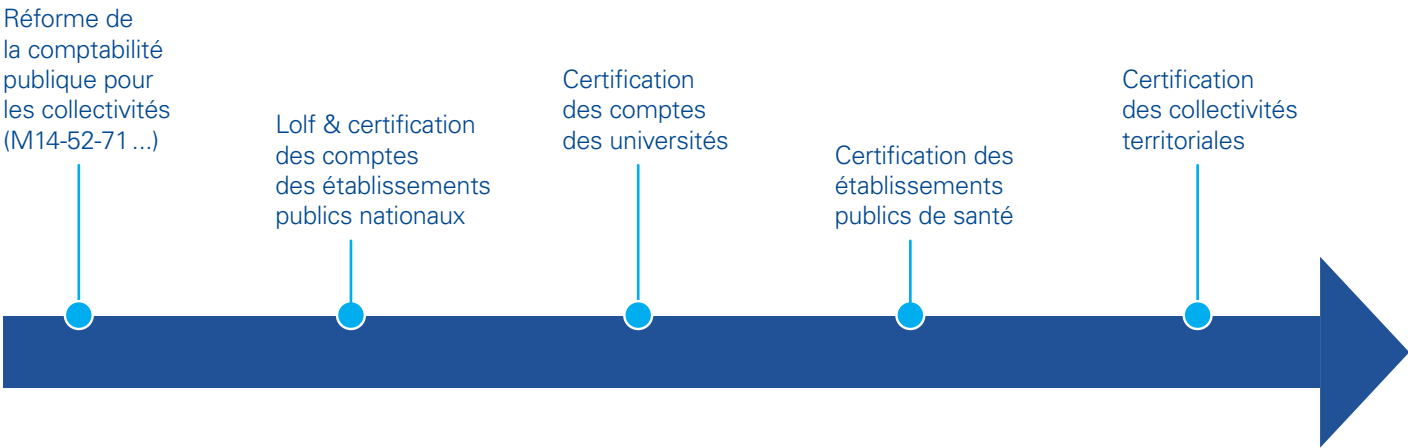 Réforme de
la comptabilité
publique pour
les collectivités
(M14-52-71 ...)
Lolf & certification
des comptes
des établissements
publics nationaux
Certification
des comptes
des universités
Certification des
établissements
publics de santé
Certification
des collectivités
territoriales